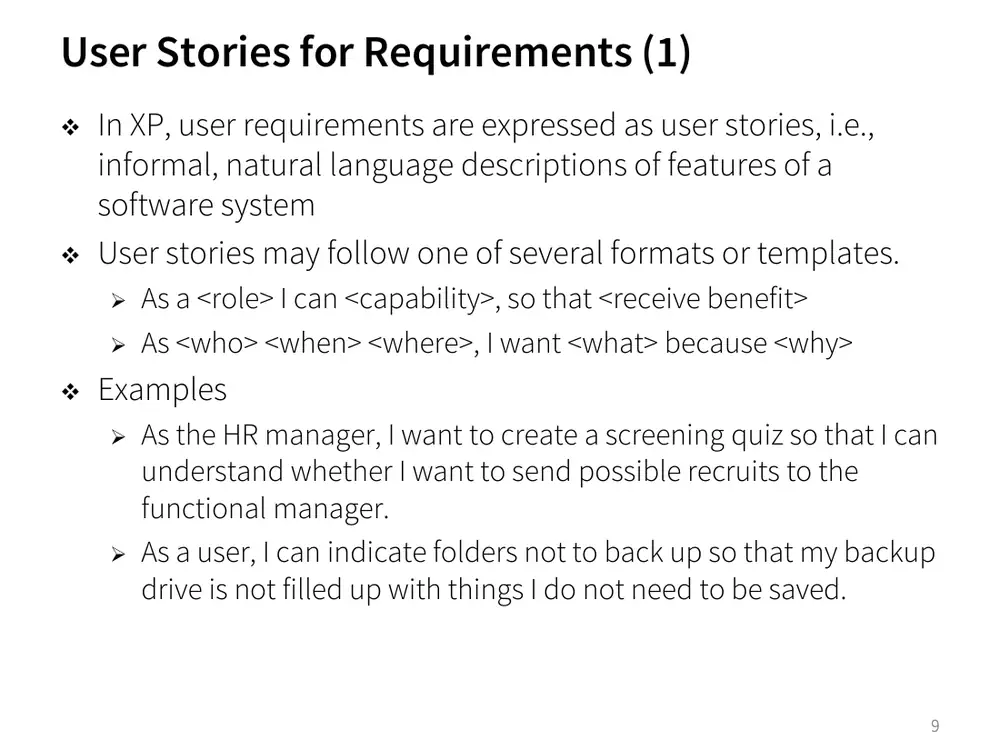 User Stories for Requirements (1)
❖ In XP, user requirements are expressed as user stories, i.e.,
informal, natural language descriptions of features of a
software system
❖ User stories may follow one of several formats or templates.
➢ As a <role> I can <capability>, so that <receive benefit>
➢ As <who> <when> <where>, I want <what> because <why>
❖ Examples
➢ As the HR manager, I want to create a screening quiz so that I can
understand whether I want to send possible recruits to the
functional manager.
➢ As a user, I can indicate folders not to back up so that my backup
drive is not filled up with things I do not need to be saved.
9